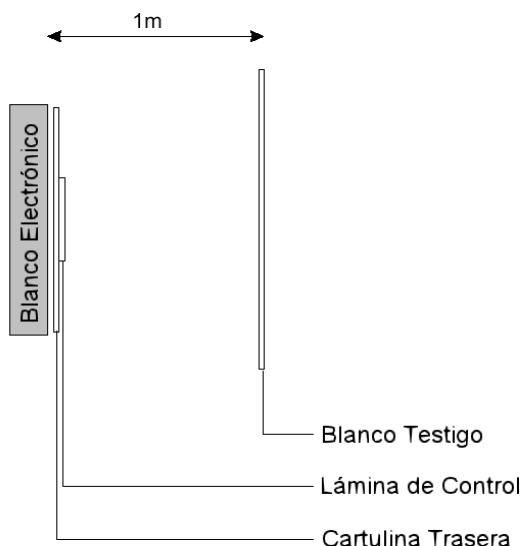 1m
Blanco Electrónico
Blanco Testigo
Lámina de Control
Cartulina Trasera